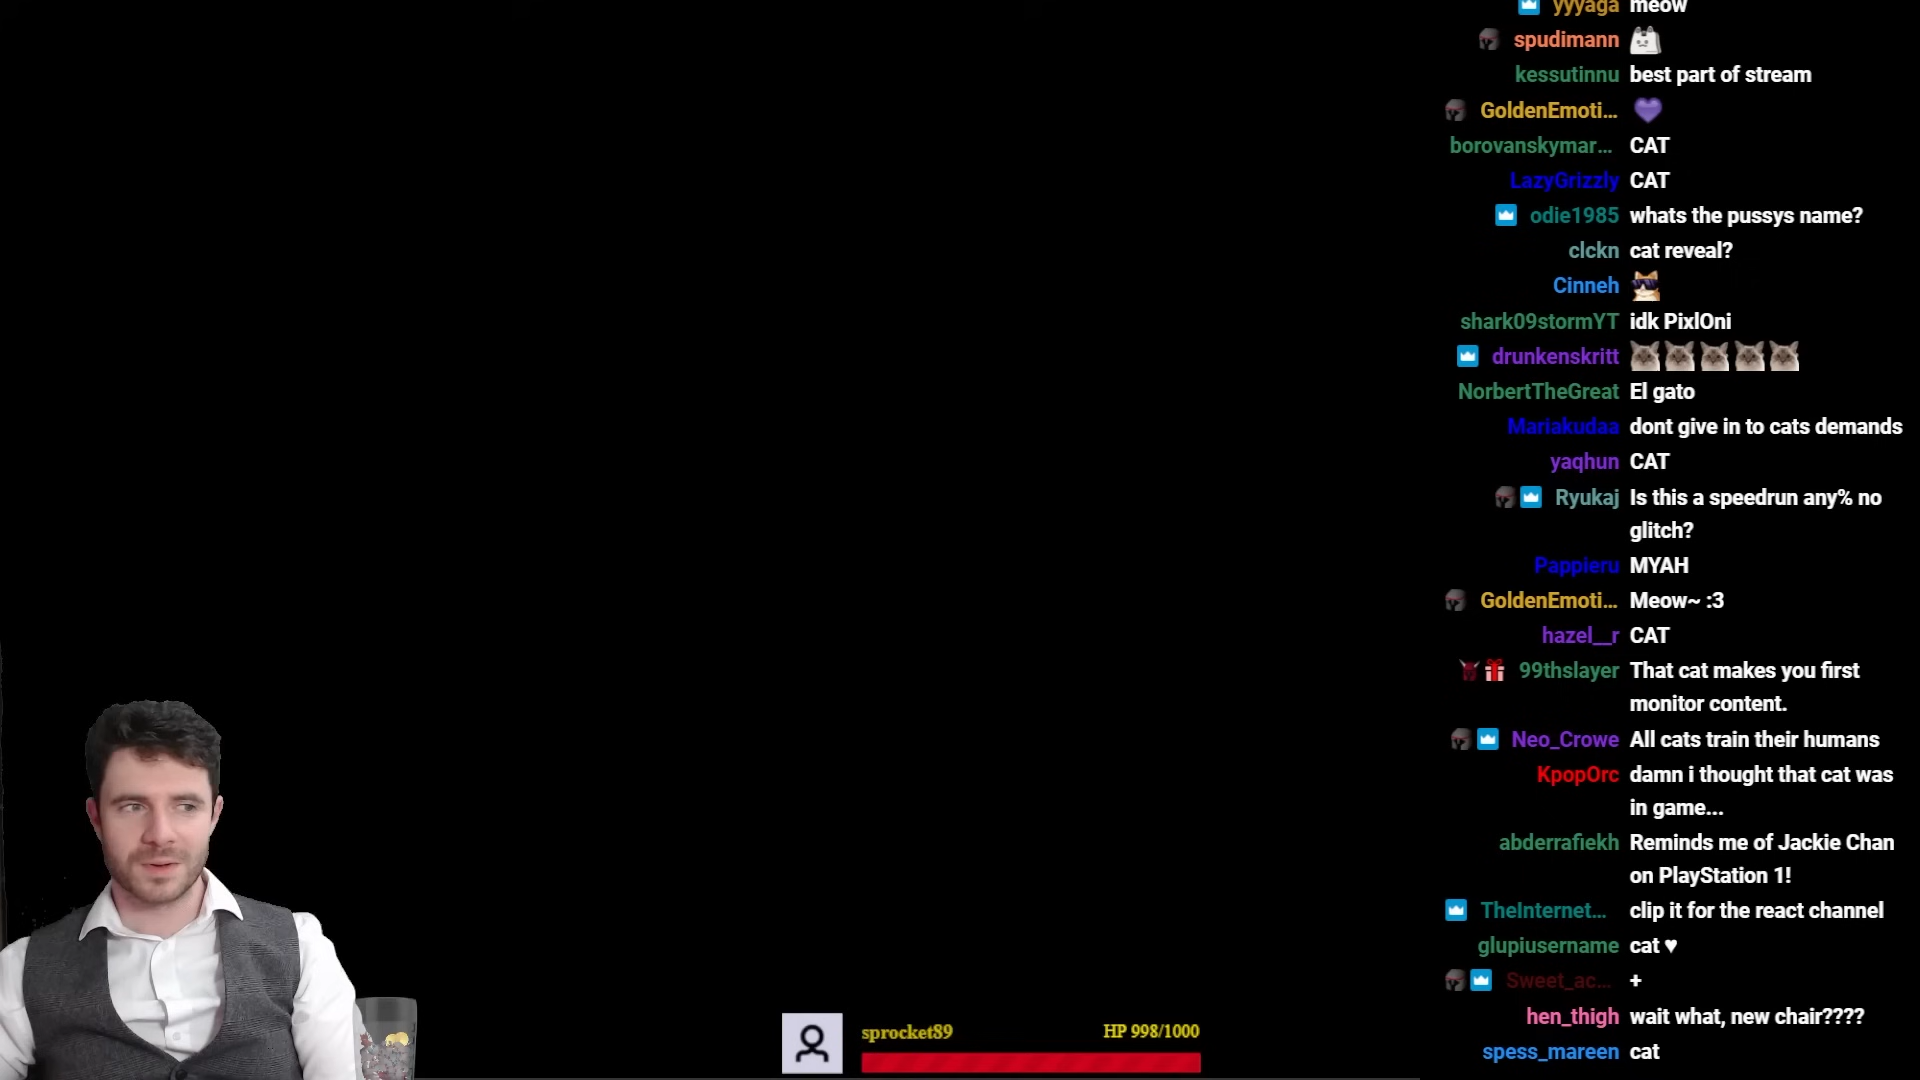 yyyaga meow
spudimann
kessutinnu best part of stream
GoldenEmoti...
borovanskymar... CAT
LazyGrizzly CAT
odie1985 whats the pussys name?
clckn cat reveal?
Cinneh
shark09stormYT idk PixlOni
drunkenskritt
NorbertTheGreat El gato
Mariakudaa dont give in to cats demands
yaqhun CAT
Ryukaj Is this a speedrun any% no
glitch?
Pappieru MYAH
GoldenEmoti... Meow~ :3
hazel__r CAT
99thslayer That cat makes you first
monitor content.
Neo_Crowe All cats train their humans
KpopOrc damn i thought that cat was
in game...
abderrafiekh Reminds me of Jackie Chan
on PlayStation 1!
TheInternet... clip it for the react channel
glupiusername cat ♥
Sweet_ac... +
hen_thigh wait what, new chair????
spess_mareen cat
sprocket89 HP 998/1000